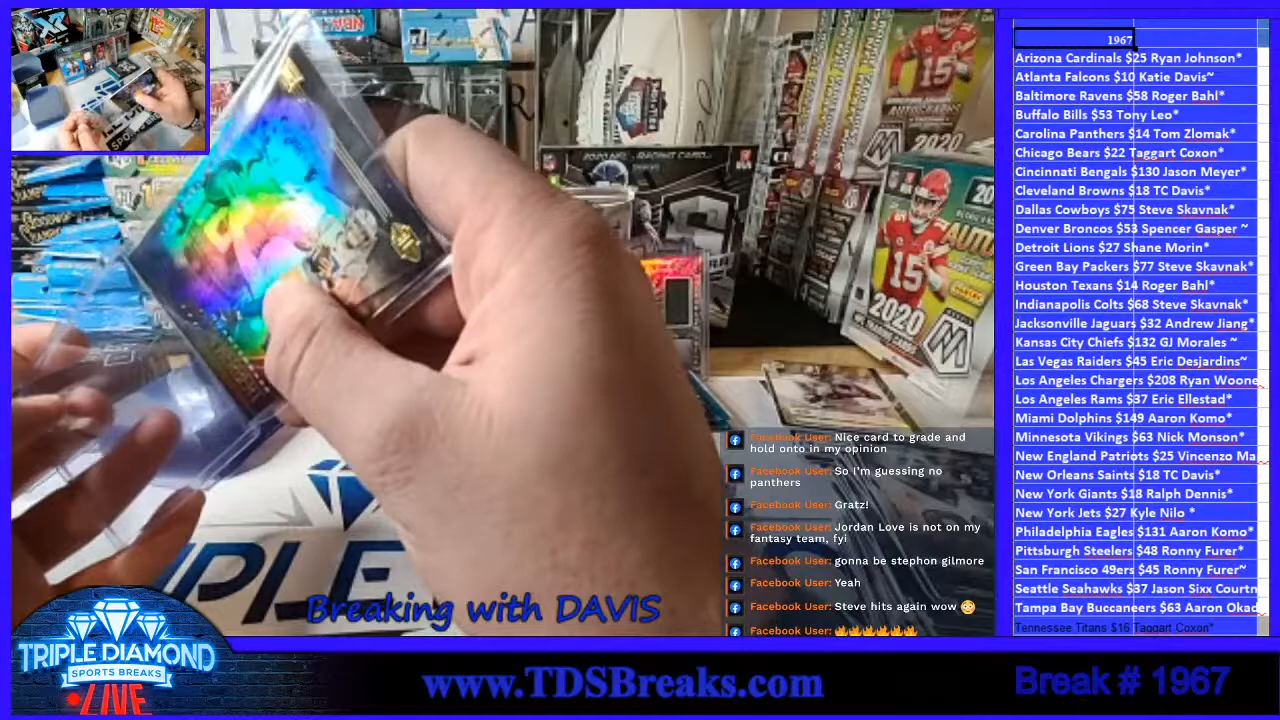 1967
Arizona Cardinals $25 Ryan Johnson*
Atlanta Falcons $10 Katie Davis~
Baltimore Ravens $58 Roger Bahl*
Buffalo Bills $53 Tony Leo*
Carolina Panthers $14 Tom Zlomak*
Chicago Bears $22 Taggart Coxon*
Cincinnati Bengals $130 Jason Meyer*
Cleveland Browns $18 TC Davis*
Dallas Cowboys $75 Steve Skavnak*
Denver Broncos $53 Spencer Gasper ~
Detroit Lions $27 Shane Morin*
Green Bay Packers $77 Steve Skavnak*
Houston Texans $14 Roger Bahl*
Indianapolis Colts $68 Steve Skavnak*
Jacksonville Jaguars $32 Andrew Jiang*
Kansas City Chiefs $132 GJ Morales ~
Las Vegas Raiders $45 Eric Desjardins~
Los Angeles Chargers $208 Ryan Woone
Los Angeles Rams $37 Eric Ellestad*
Miami Dolphins $149 Aaron Komo*
Minnesota Vikings $63 Nick Monson*
New England Patriots $25 Vincenzo Ma
New Orleans Saints $18 TC Davis*
New York Giants $18 Ralph Dennis*
New York Jets $27 Kyle Nilo *
Philadelphia Eagles $131 Aaron Komo*
Pittsburgh Steelers $48 Ronny Furer*
San Francisco 49ers $45 Ronny Furer~
Seattle Seahawks $37 Jason Sixx Courtn
Tampa Bay Buccaneers $63 Aaron Okad
Tennessee Titans $16 Taggart Coxon*
NBA
15
2020
20
AUTO
15
2020
Facebook User: Nice card to grade and
hold onto in my opinion
Facebook User: So I'm guessing no
panthers
Facebook User: Gratz!
Facebook User: Jordan Love is not on my
fantasy team, fyi
Facebook User: gonna be stephon gilmore
Facebook User: Yeah
Facebook User: Steve hits again wow 😳
Facebook User: 🔥🔥🔥🔥🔥🔥
Breaking with DAVIS
TRIPLE DIAMOND
SPORTS BREAKS
LIVE
www.TDSBreaks.com
Break # 1967